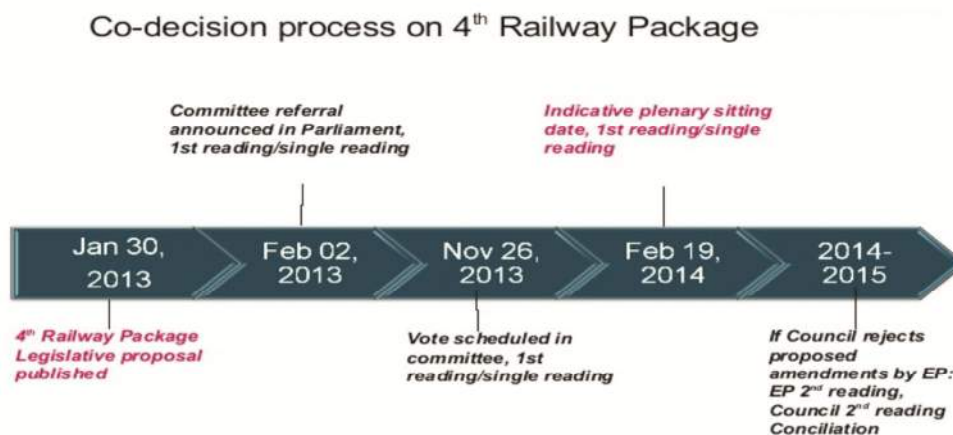 Co-decision process on 4th Railway Package
Committee referral
announced in Parliament,
1st reading/single reading
Indicative plenary sitting
date, 1st reading/single
reading
Jan 30,
2013
Feb 02,
2013
Nov 26,
2013
Feb 19,
2014
2014-
2015
4th Railway Package
Legislative proposal
published
Vote scheduled in
committee, 1st
reading/single reading
If Council rejects
proposed
amendments by EP:
EP 2nd reading,
Council 2nd reading
Conciliation